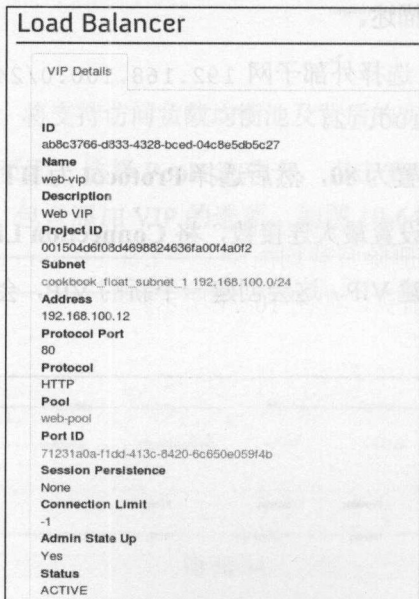 Load Balancer
VIP Details
ID
ab8c3766-d833-4328-bced-04c8e5db5c27
Name
web-vip
Description
Web VIP
Project ID
00154d6f08d4698824636fa00f4a0f2
Subnet
cookbook_float_subnet_1 192.168.100.0/24
Address
192.168.100.12
Protocol Port
80
Protocol
HTTP
Pool
web-pool
Port ID
71231a0a-f1dd-413c-8420-6c650e059f4b
Session Persistence
None
Connection Limit
-1
Admin State Up
Yes
Status
ACTIVE